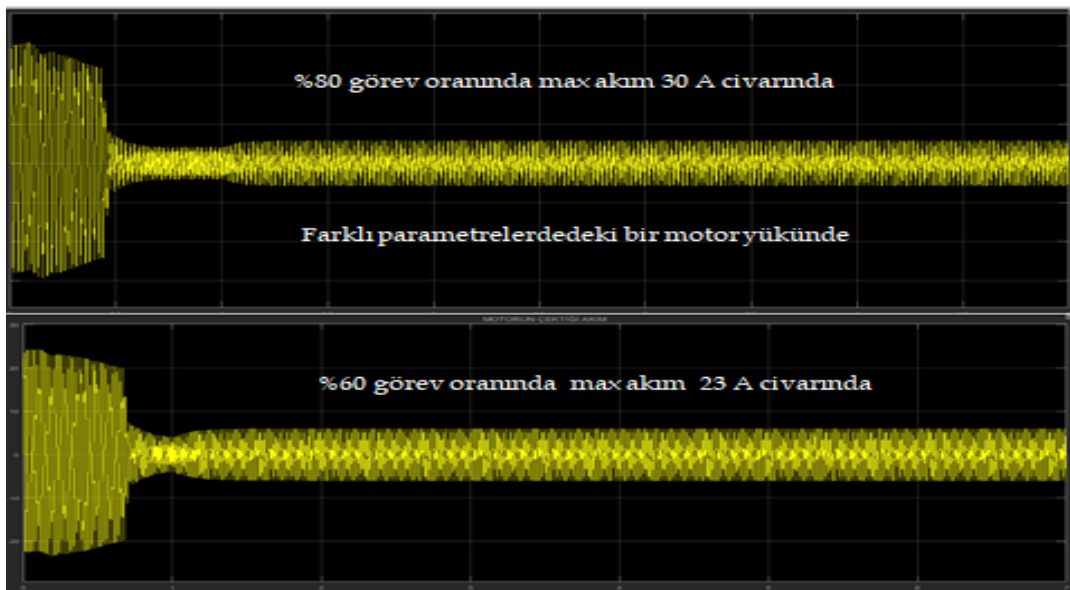 %80 görev oranında max akım 30 A civarında
Farklı parametrelerdedeki bir motor yükünde
MOTORUN ÇEKTİĞİ AKIM
%60 görev oranında max akım 23 A civarında